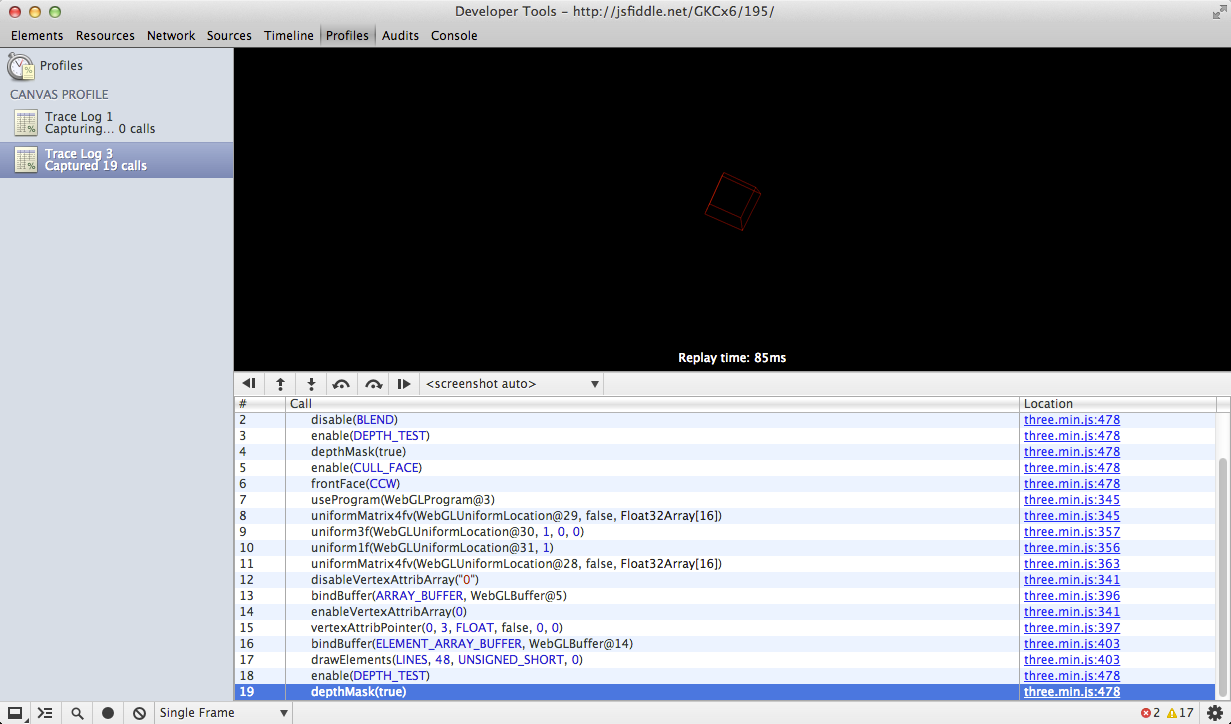 Developer Tools – http://jsfiddle.net/GKCx6/195/
Elements Resources Network Sources Timeline Profiles Audits Console
Profiles
CANVAS PROFILE
Trace Log 1
Capturing... 0 calls
Trace Log 3
Captured 19 calls
Replay time: 85ms
<screenshot auto>
# Call Location
2 disable(BLEND) three.min.js:478
3 enable(DEPTH_TEST) three.min.js:478
4 depthMask(true) three.min.js:478
5 enable(CULL_FACE) three.min.js:478
6 frontFace(CCW) three.min.js:478
7 useProgram(WebGLProgram@3) three.min.js:345
8 uniformMatrix4fv(WebGLUniformLocation@29, false, Float32Array[16]) three.min.js:345
9 uniform3f(WebGLUniformLocation@30, 1, 0, 0) three.min.js:357
10 uniform1f(WebGLUniformLocation@31, 1) three.min.js:356
11 uniformMatrix4fv(WebGLUniformLocation@28, false, Float32Array[16]) three.min.js:363
12 disableVertexAttribArray("0") three.min.js:341
13 bindBuffer(ARRAY_BUFFER, WebGLBuffer@5) three.min.js:396
14 enableVertexAttribArray(0) three.min.js:341
15 vertexAttribPointer(0, 3, FLOAT, false, 0, 0) three.min.js:397
16 bindBuffer(ELEMENT_ARRAY_BUFFER, WebGLBuffer@14) three.min.js:403
17 drawElements(LINES, 48, UNSIGNED_SHORT, 0) three.min.js:403
18 enable(DEPTH_TEST) three.min.js:478
19 depthMask(true) three.min.js:478
Single Frame 2 17